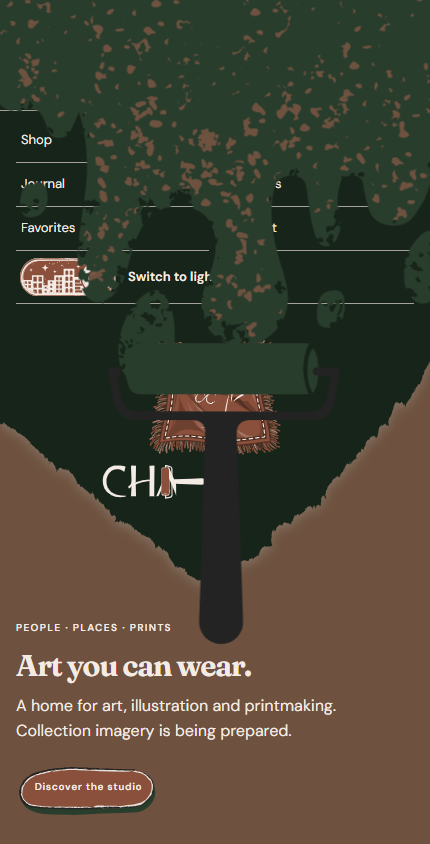 Shop
Journal
Favorites
Switch to
PEOPLE · PLACES · PRINTS
Art you can wear.
A home for art, illustration and printmaking.
Collection imagery is being prepared.
Discover the studio